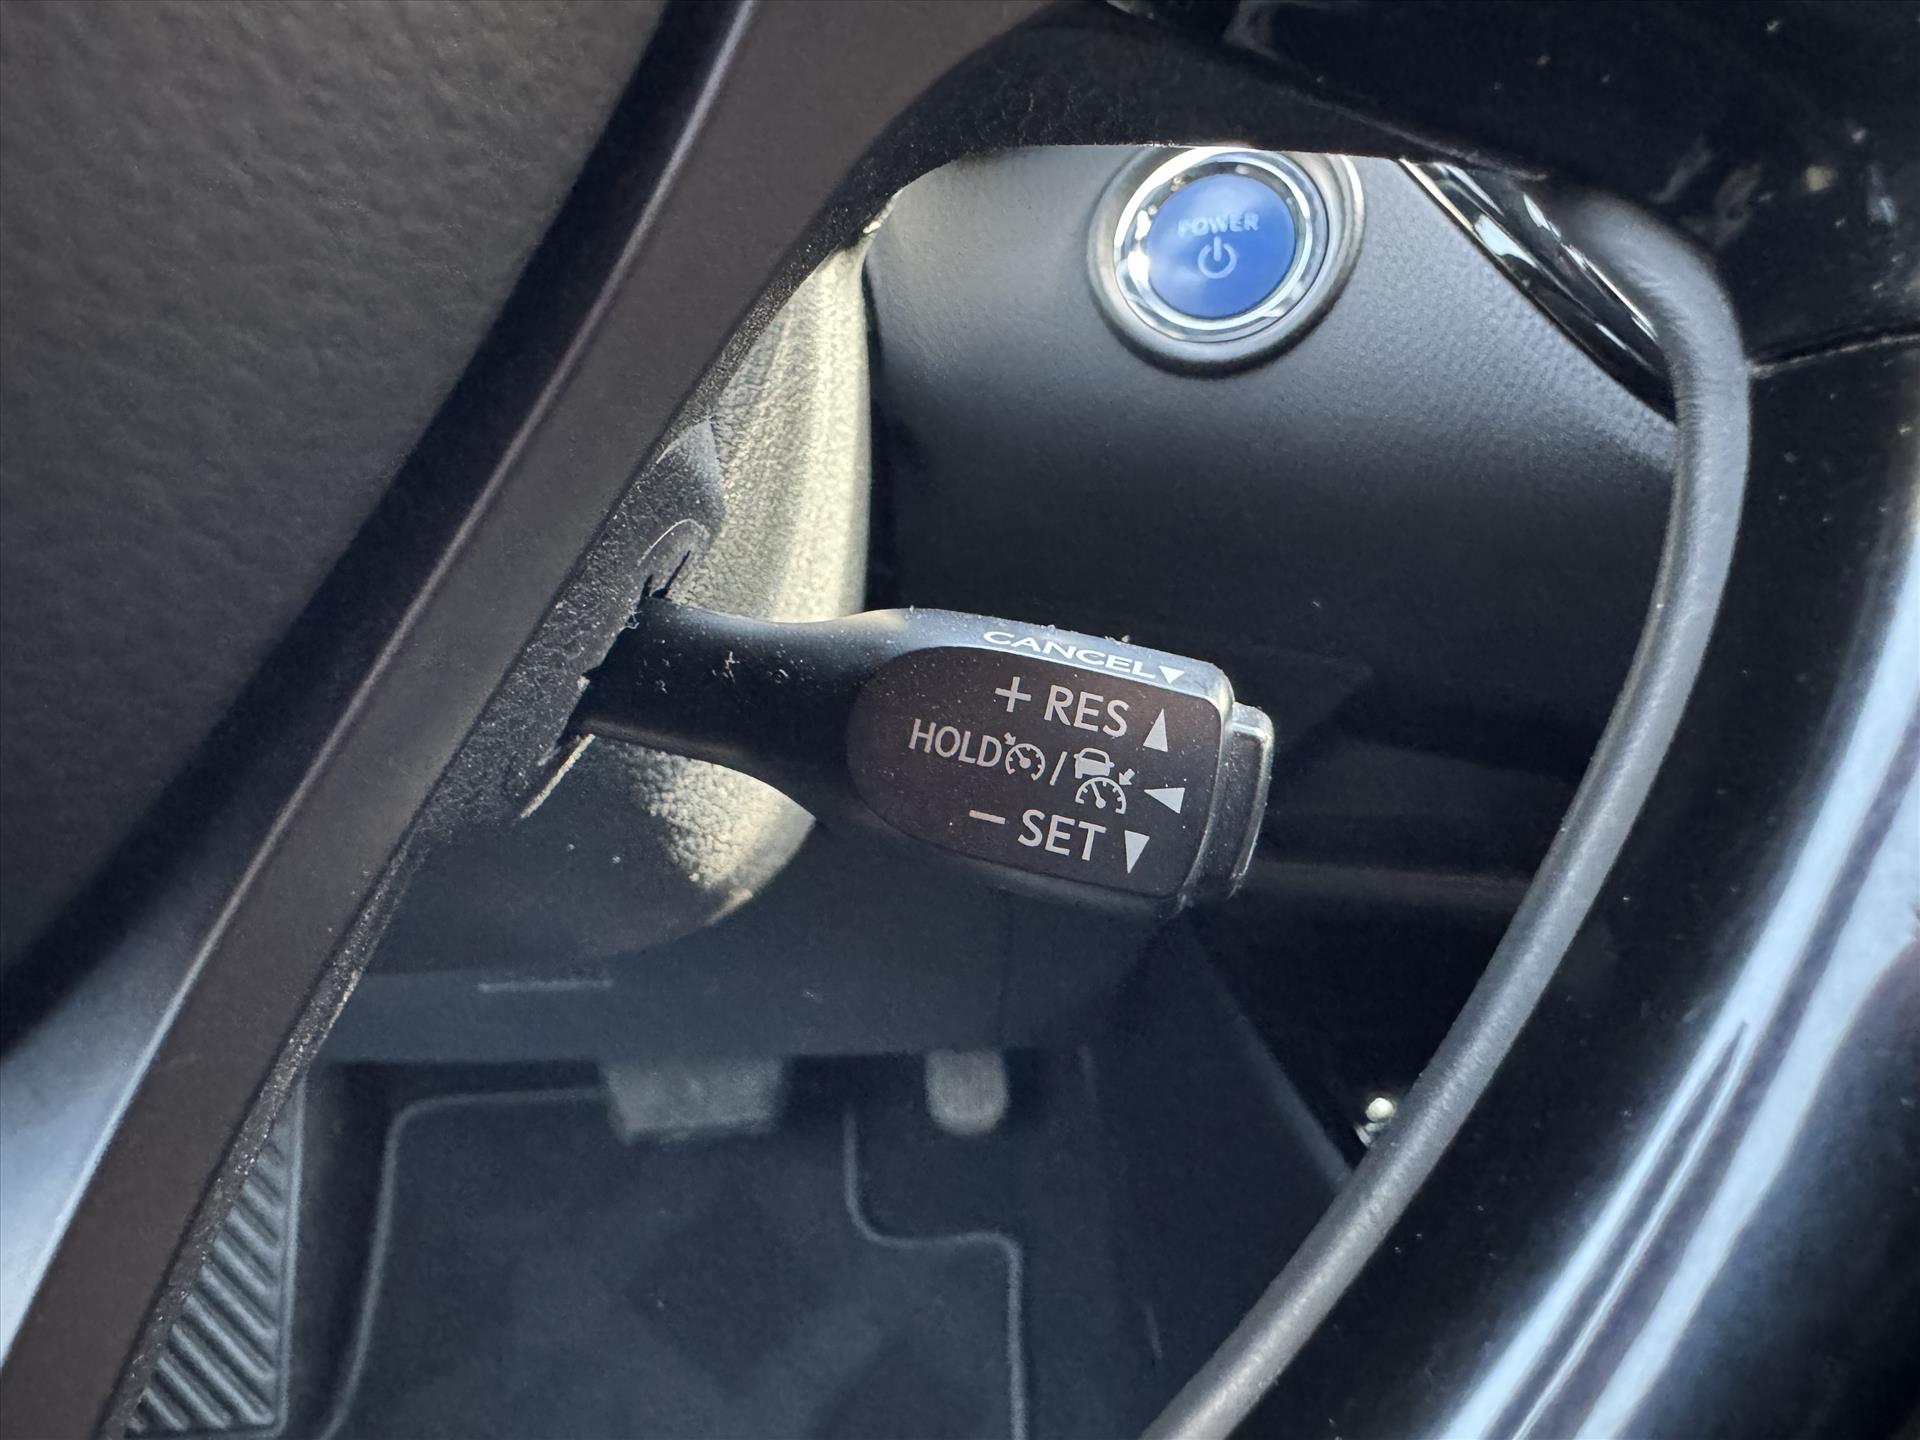 POWER
CANCEL▼
+ RES ▲
HOLD / ◀
- SET ▼